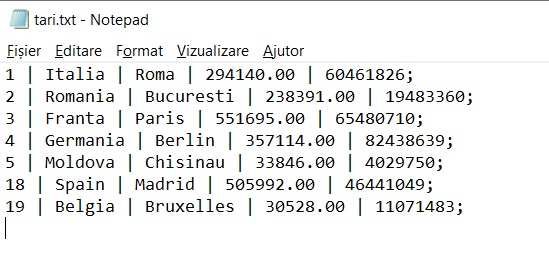 tari.txt - Notepad
Fișier Editare Format Vizualizare Ajutor
1 | Italia | Roma | 294140.00 | 60461826;
2 | Romania | Bucuresti | 238391.00 | 19483360;
3 | Franta | Paris | 551695.00 | 65480710;
4 | Germania | Berlin | 357114.00 | 82438639;
5 | Moldova | Chisinau | 33846.00 | 4029750;
18 | Spain | Madrid | 505992.00 | 46441049;
19 | Belgia | Bruxelles | 30528.00 | 11071483;